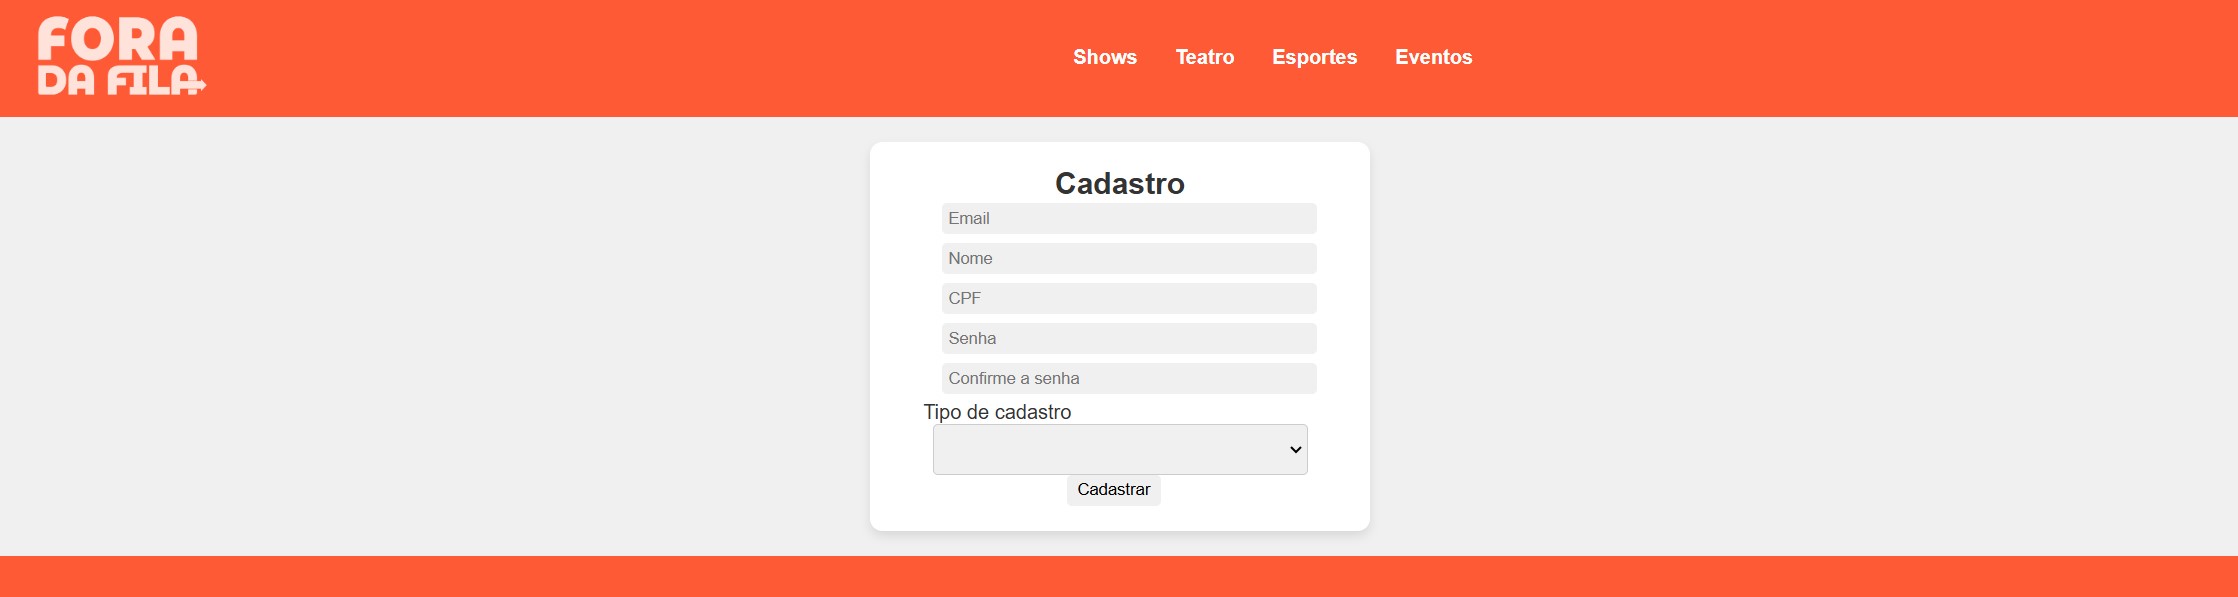 FORA
DA FILA
Shows Teatro Esportes Eventos
Cadastro
Email
Nome
CPF
Senha
Confirme a senha
Tipo de cadastro
Cadastrar